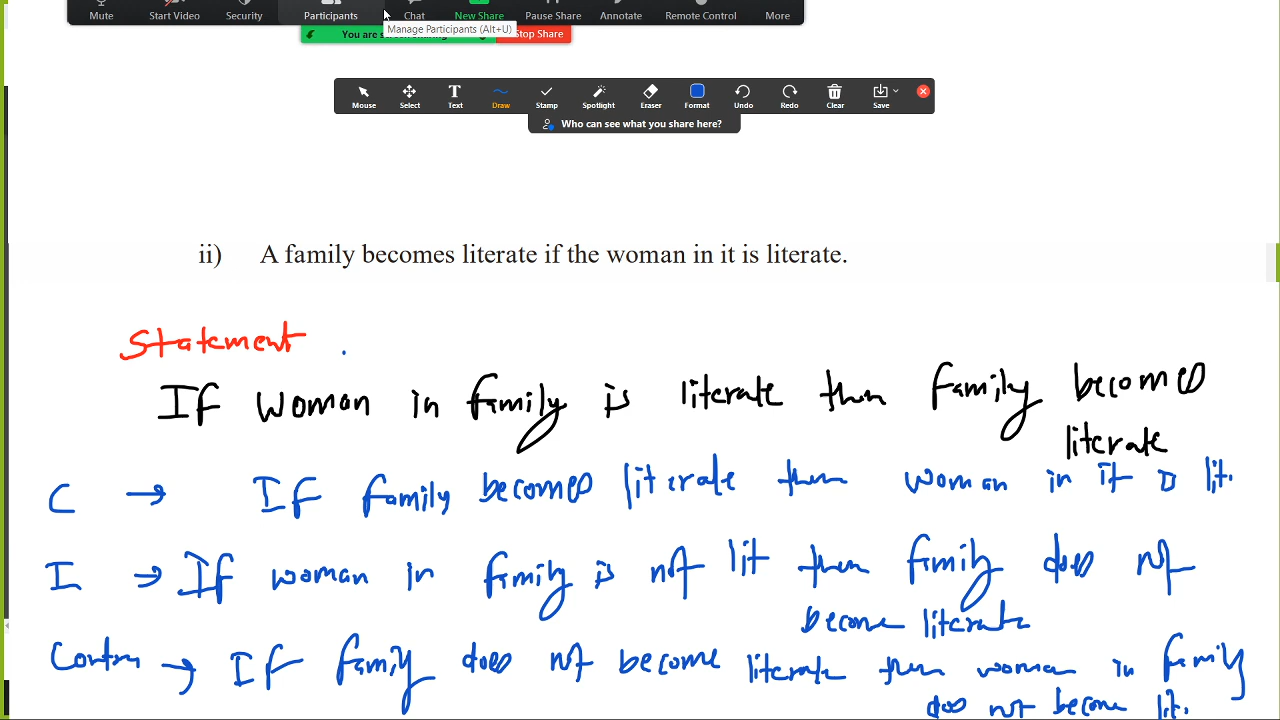 Mute Start Video Security Participants Chat New Share Pause Share Annotate Remote Control More
Manage Participants (Alt+U)
You are Stop Share
Mouse Select Text Draw Stamp Spotlight Eraser Format Undo Redo Clear Save
Who can see what you share here?
ii) A family becomes literate if the woman in it is literate.
Statement
If woman in family is literate then family becomes
literate
C → If family becomes literate then woman in it is lit.
I → If woman in family is not lit then family does not
become literate
Contra → If family does not become literate then woman in family
does not become lit.